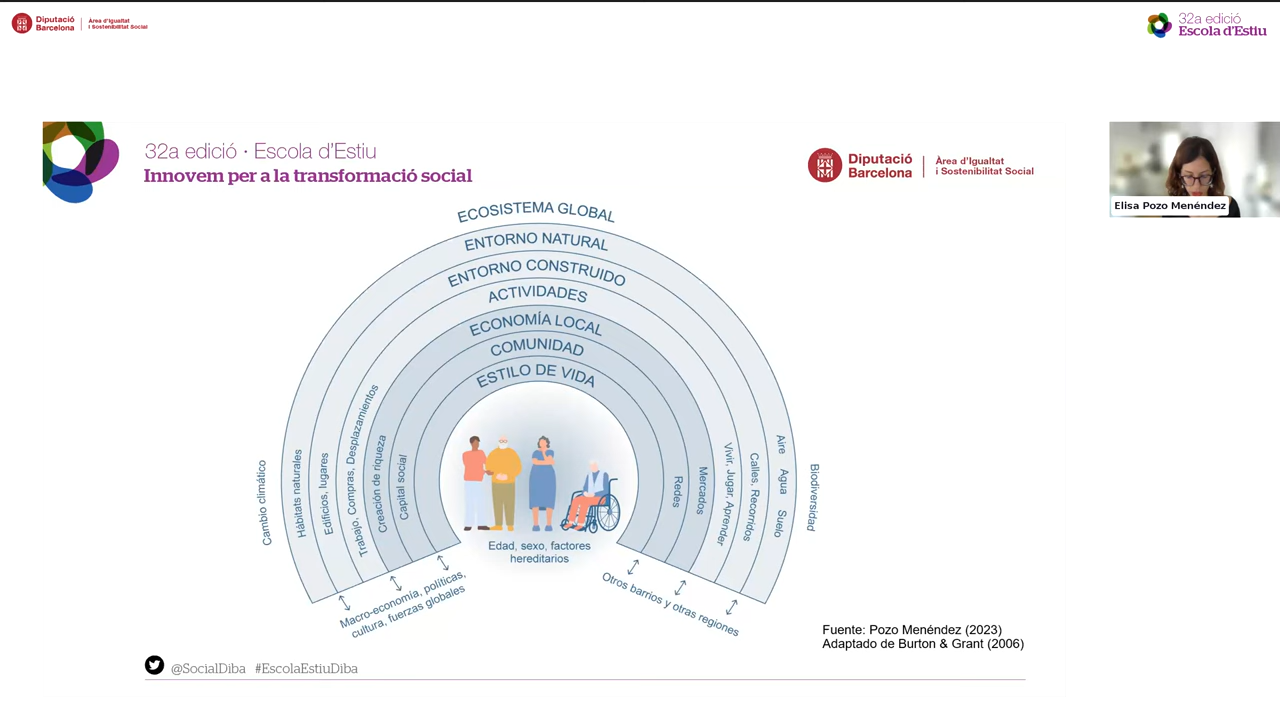 Diputació
Barcelona
Àrea d'Igualtat
i Sostenibilitat Social
32a edició
Escola d'Estiu
32a edició · Escola d'Estiu
Innovem per a la transformació social
Diputació
Barcelona
Àrea d'Igualtat
i Sostenibilitat Social
Elisa Pozo Menéndez
ECOSISTEMA GLOBAL
ENTORNO NATURAL
ENTORNO CONSTRUIDO
ACTIVIDADES
ECONOMÍA LOCAL
COMUNIDAD
ESTILO DE VIDA
Cambio climático
Hábitats naturales
Edificios, lugares
Trabajo, Compras, Desplazamientos
Creación de riqueza
Capital social
Redes
Mercados
Vivir, Jugar, Aprender
Calles, Recorridos
Aire Agua Suelo
Biodiversidad
Edad, sexo, factores
hereditarios
Macro-economía, políticas,
cultura, fuerzas globales
Otros barrios y otras regiones
Fuente: Pozo Menéndez (2023)
Adaptado de Burton & Grant (2006)
@SocialDiba #EscolaEstiuDiba